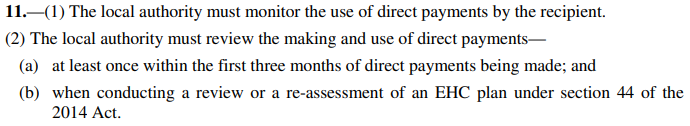 11.—(1) The local authority must monitor the use of direct payments by the recipient.
(2) The local authority must review the making and use of direct payments—
(a) at least once within the first three months of direct payments being made; and
(b) when conducting a review or a re-assessment of an EHC plan under section 44 of the
2014 Act.